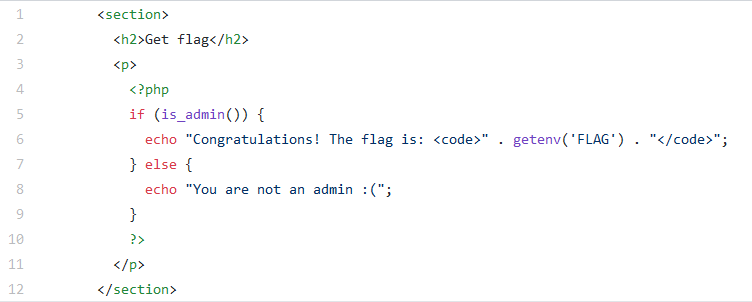 1 <section>
2 <h2>Get flag</h2>
3 <p>
4 <?php
5 if (is_admin()) {
6 echo "Congratulations! The flag is: <code>" . getenv('FLAG') . "</code>";
7 } else {
8 echo "You are not an admin :(";
9 }
10 ?>
11 </p>
12 </section>